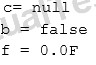 c= null
b = false
f = 0.0F